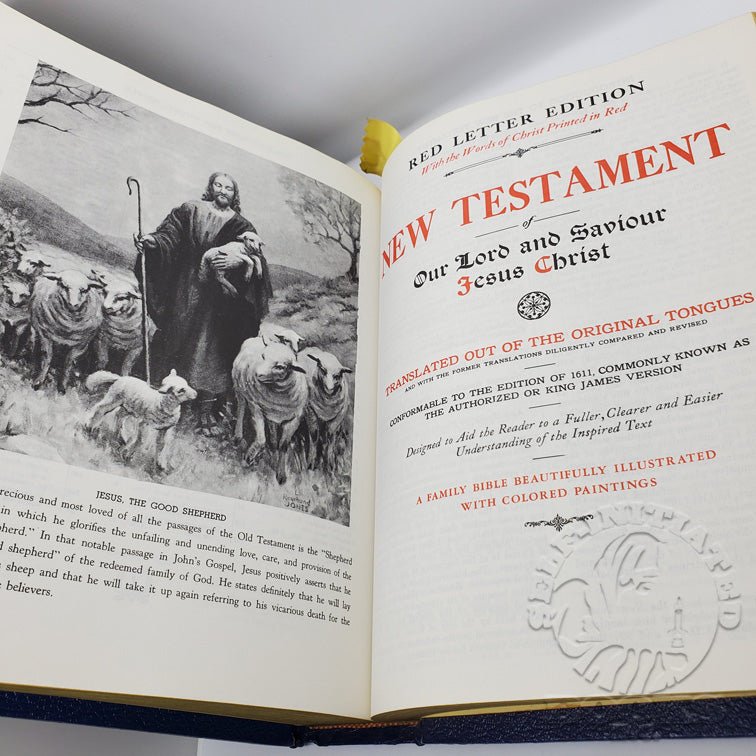 Raymond
JONES
JESUS, THE GOOD SHEPHERD
recious and most loved of all the passages of the Old Testament is the "Shepherd
in which he glorifies the unfailing and unending love, care, and provision of the
pherd." In that notable passage in John's Gospel, Jesus positively asserts that he
d shepherd" of the redeemed family of God. He states definitely that he will lay
s sheep and that he will take it up again referring to his vicarious death for the
e believers.
RED LETTER EDITION
With the Words of Christ Printed in Red
NEW TESTAMENT
of
Our Lord and Saviour
Jesus Christ
TRANSLATED OUT OF THE ORIGINAL TONGUES
AND WITH THE FORMER TRANSLATIONS DILIGENTLY COMPARED AND REVISED
CONFORMABLE TO THE EDITION OF 1611, COMMONLY KNOWN AS
THE AUTHORIZED OR KING JAMES VERSION
Designed to Aid the Reader to a Fuller, Clearer and Easier
Understanding of the Inspired Text
A FAMILY BIBLE BEAUTIFULLY ILLUSTRATED
WITH COLORED PAINTINGS
SELF-INITIATED